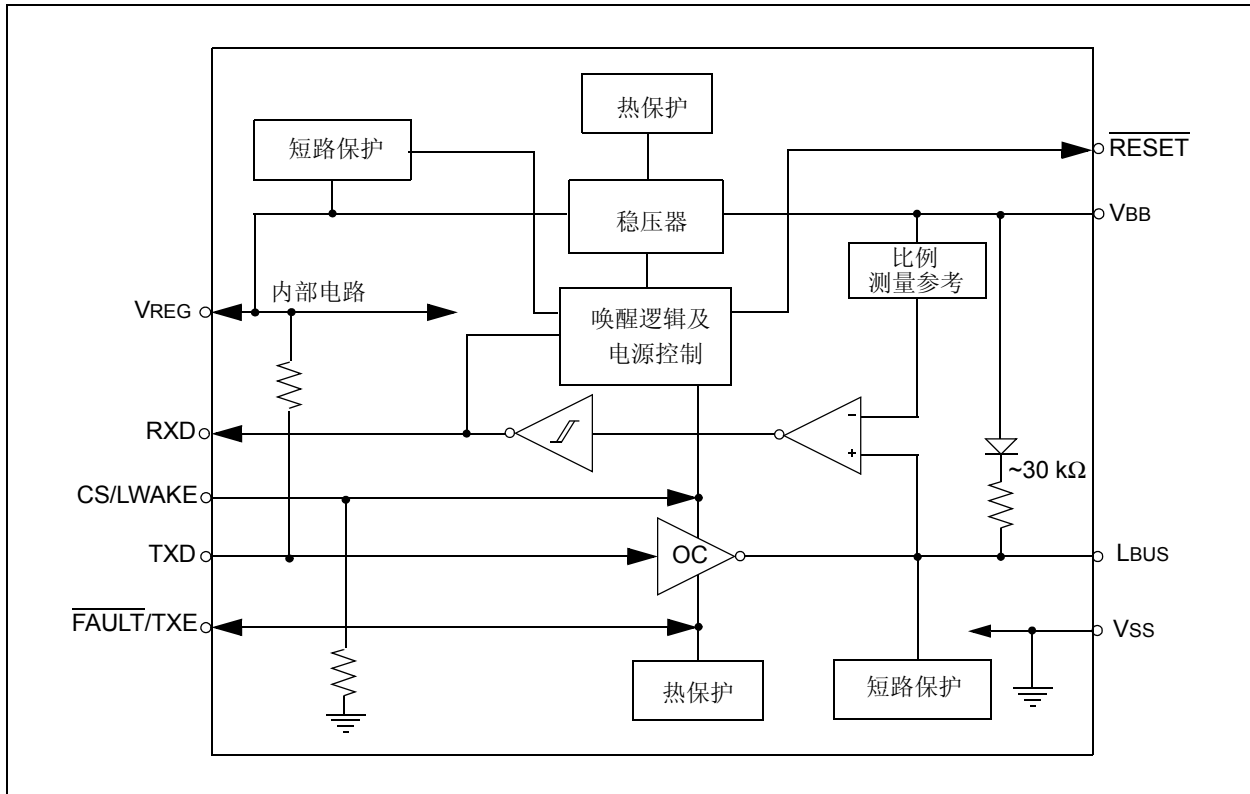 热保护
短路保护
RESET
稳压器
VBB
比例
测量参考
内部电路
VREG
唤醒逻辑及
电源控制
RXD
−
+
~30 kΩ
CS/LWAKE
TXD
OC
LBUS
FAULT/TXE
VSS
热保护
短路保护